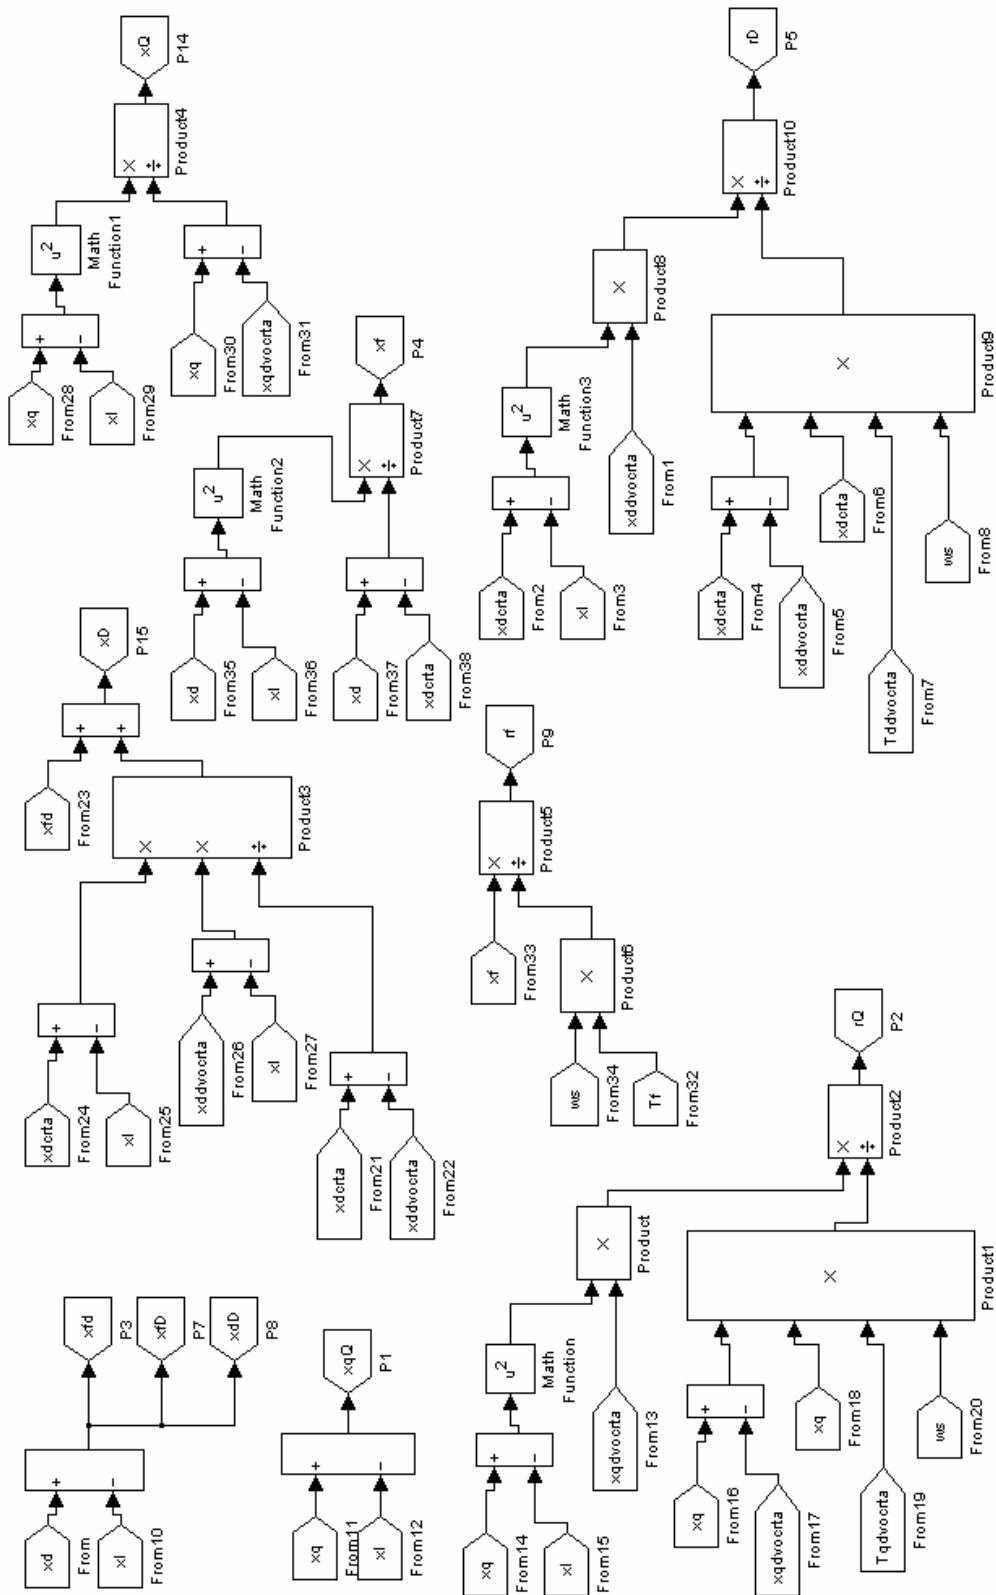 xd
From
xl
From10
+
−
xfd
P3
xfD
P7
xdD
P8
xq
From11
xl
From12
+
−
xqQ
P1
xq
From14
xl
From15
+
−
u²
Math
Function
xqdvocrta
From13
×
Product
xq
From16
xqdvocrta
From17
+
−
xq
From18
Tqdvocrta
From19
ws
From20
×
Product1
×
÷
Product2
rQ
P2
xdcrta
From24
xl
From25
+
−
xddvocrta
From26
xl
From27
+
−
xdcrta
From21
xddvocrta
From22
+
−
×
×
÷
Product3
xfd
From23
+
+
xD
P15
xf
From33
ws
From34
Tf
From32
×
Product6
×
÷
Product5
rf
P9
xq
From28
xl
From29
+
−
u²
Math
Function1
xq
From30
xqdvocrta
From31
+
−
×
÷
Product4
xQ
P14
xd
From35
xl
From36
+
−
u²
Math
Function2
xd
From37
xdcrta
From38
+
−
×
÷
Product7
xf
P4
xdcrta
From2
xl
From3
+
−
u²
Math
Function3
xddvocrta
From1
×
Product8
xdcrta
From4
xddvocrta
From5
+
−
xdcrta
From6
Tddvocrta
From7
ws
From8
×
Product9
×
÷
Product10
rD
P5